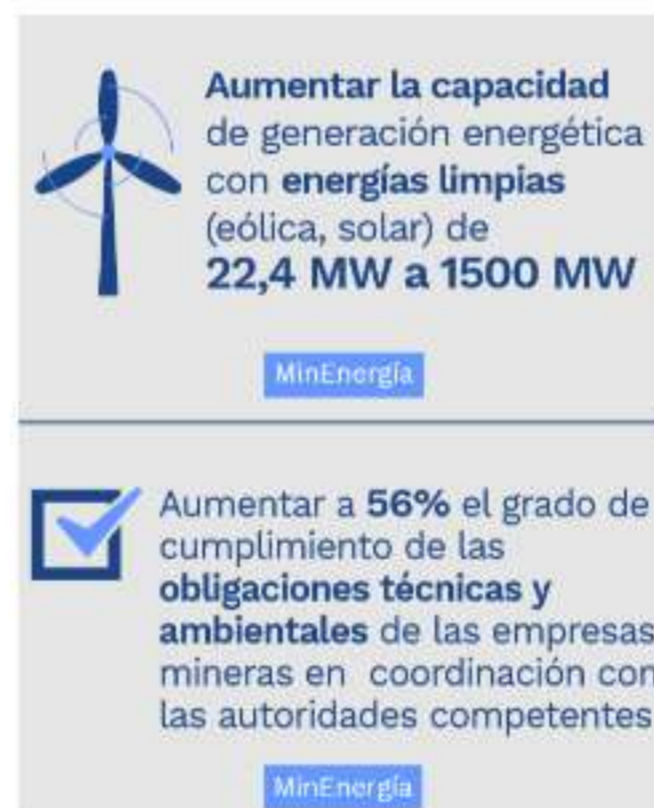 Aumentar la capacidad
de generación energética
con energías limpias
(eólica, solar) de
22,4 MW a 1500 MW
MinEnergía
Aumentar a 56% el grado de
cumplimiento de las
obligaciones técnicas y
ambientales de las empresas
mineras en coordinación con
las autoridades competentes
MinEnergía